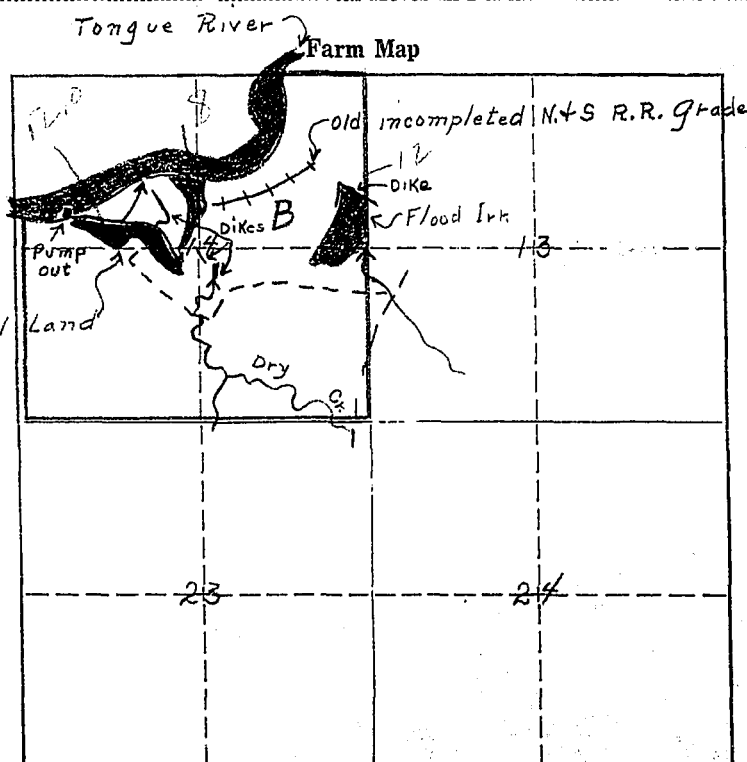 Tongue River
Farm Map
Old incompleted N.&S R.R. grade
12
Dike
Flood Irr.
Dikes B
14
13
Pump
out
Land
Dry
Cr.
23
24